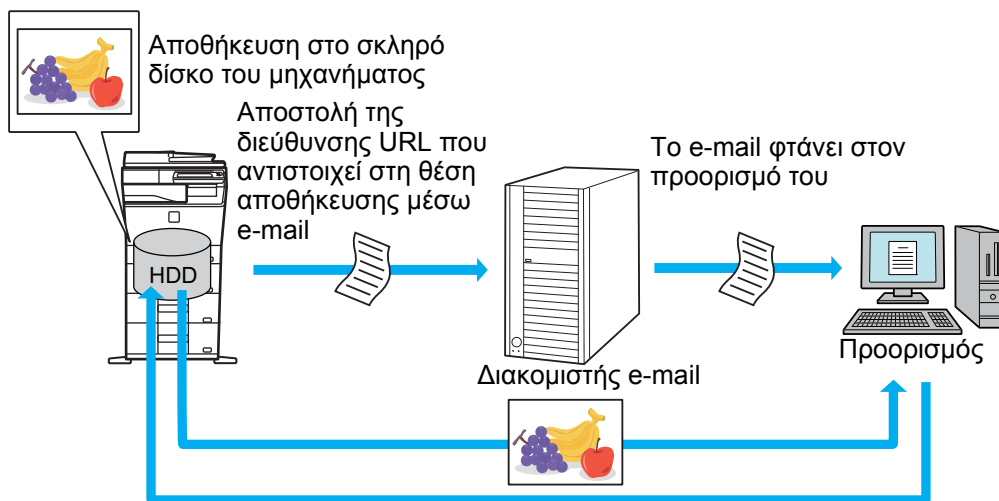 Αποθήκευση στο σκληρό
δίσκο του μηχανήματος
Αποστολή της
διεύθυνσης URL που
αντιστοιχεί στη θέση
αποθήκευσης μέσω
e-mail
Το e-mail φτάνει στον
προορισμό του
HDD
Προορισμός
Διακομιστής e-mail